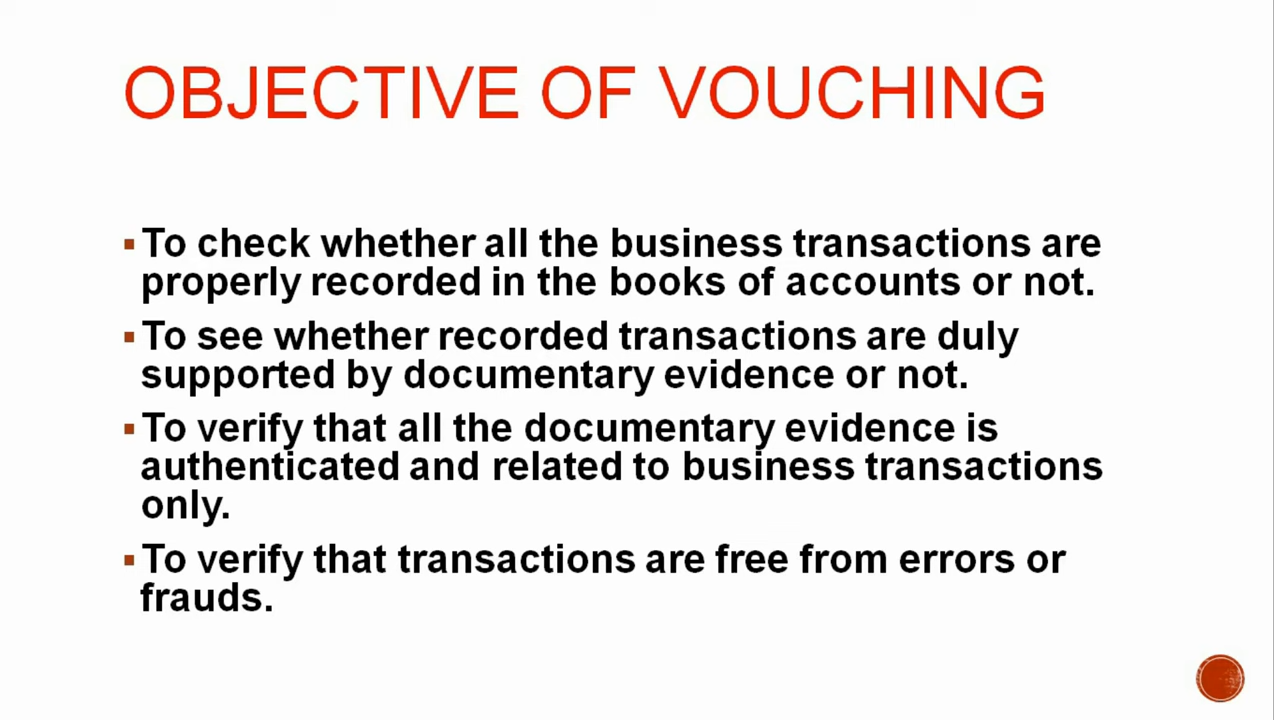 OBJECTIVE OF VOUCHING
▪To check whether all the business transactions are
properly recorded in the books of accounts or not.
▪To see whether recorded transactions are duly
supported by documentary evidence or not.
▪To verify that all the documentary evidence is
authenticated and related to business transactions
only.
▪To verify that transactions are free from errors or
frauds.